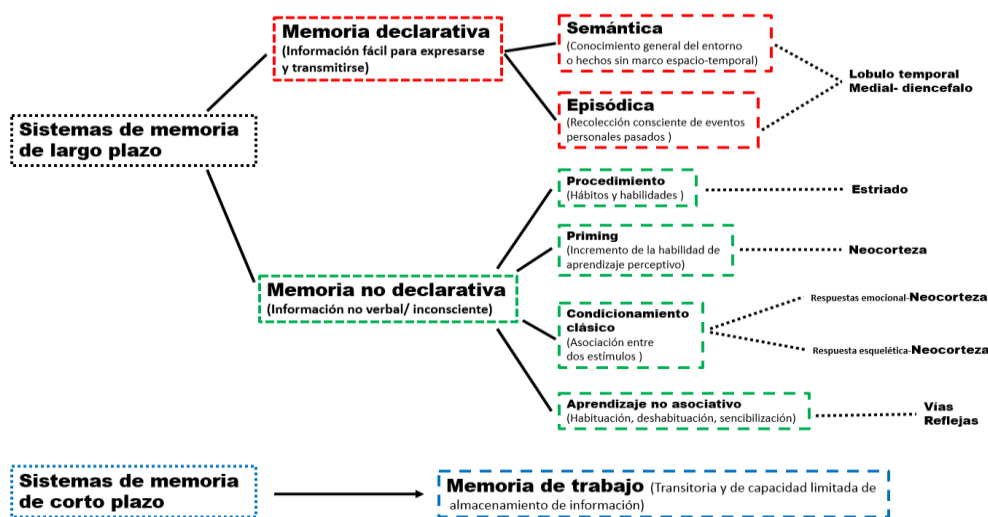 Memoria declarativa
(Información fácil para expresarse
y transmitirse)
Semántica
(Conocimiento general del entorno
o hechos sin marco espacio-temporal)
Lobulo temporal
Medial- diencefalo
Episódica
(Recolección consciente de eventos
personales pasados )
Sistemas de memoria
de largo plazo
Procedimiento
(Hábitos y habilidades )
Estriado
Priming
(Incremento de la habilidad de
aprendizaje perceptivo)
Neocorteza
Memoria no declarativa
(Información no verbal/ inconsciente)
Condicionamiento
clásico
(Asociación entre
dos estímulos )
Respuestas emocional-Neocorteza
Respuesta esquelética-Neocorteza
Aprendizaje no asociativo
(Habituación, deshabituación, sencibilización)
Vías
Reflejas
Sistemas de memoria
de corto plazo
Memoria de trabajo (Transitoria y de capacidad limitada de
almacenamiento de información)